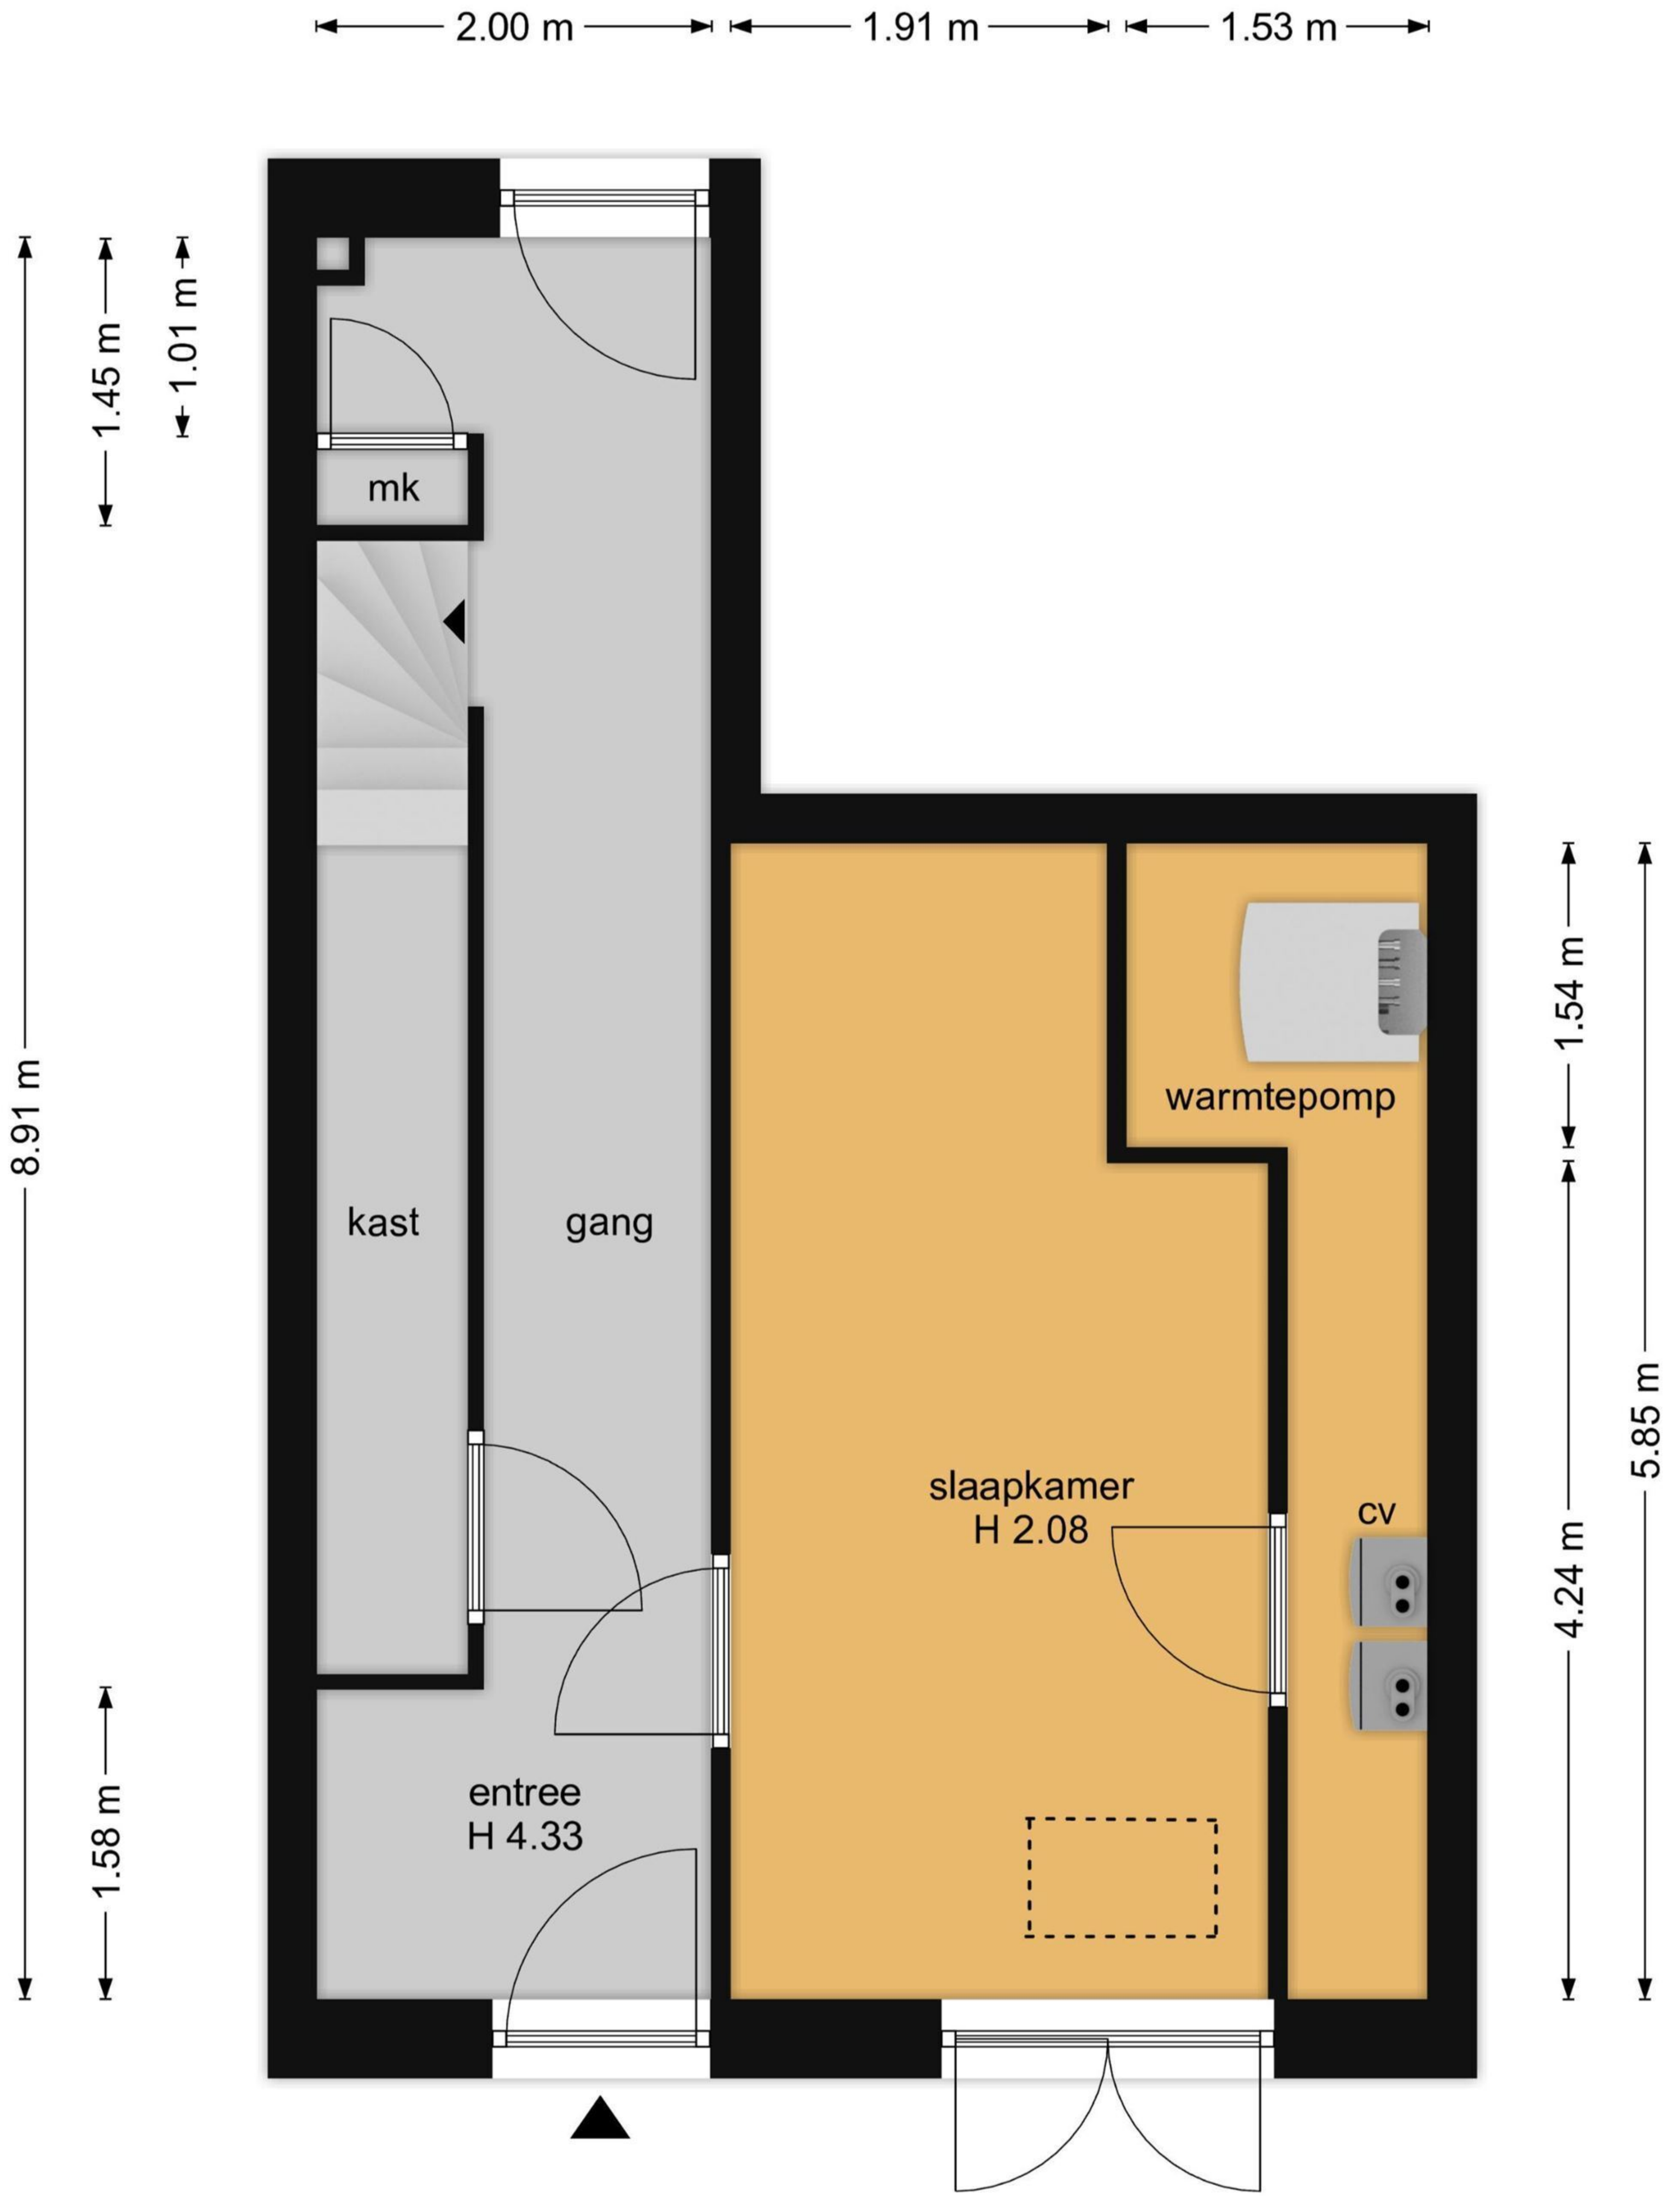 2.00 m
1.91 m
1.53 m
8.91 m
1.45 m
1.01 m
mk
warmtepomp
1.54 m
kast
gang
5.85 m
slaapkamer
H 2.08
cv
4.24 m
entree
H 4.33
1.58 m